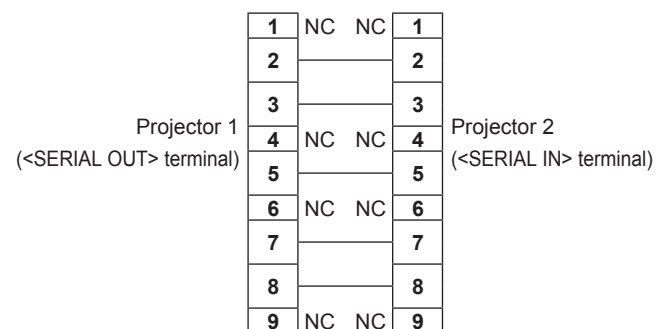 1 NC NC 1
2 2
3 3
Projector 1
(<SERIAL OUT> terminal)
4 NC NC 4
Projector 2
(<SERIAL IN> terminal)
5 5
6 NC NC 6
7 7
8 8
9 NC NC 9